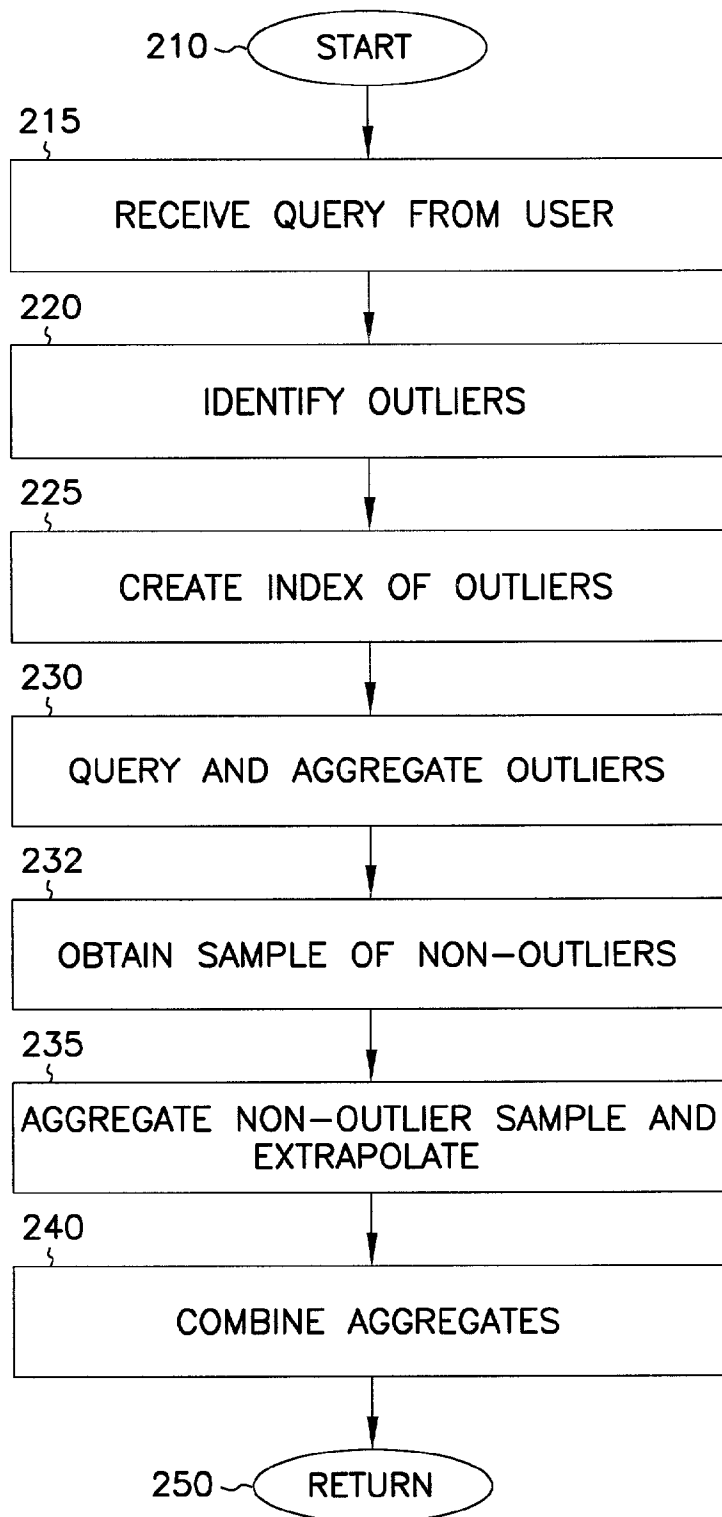 210 START
215
RECEIVE QUERY FROM USER
220
IDENTIFY OUTLIERS
225
CREATE INDEX OF OUTLIERS
230
QUERY AND AGGREGATE OUTLIERS
232
OBTAIN SAMPLE OF NON-OUTLIERS
235
AGGREGATE NON-OUTLIER SAMPLE AND
EXTRAPOLATE
240
COMBINE AGGREGATES
250 RETURN